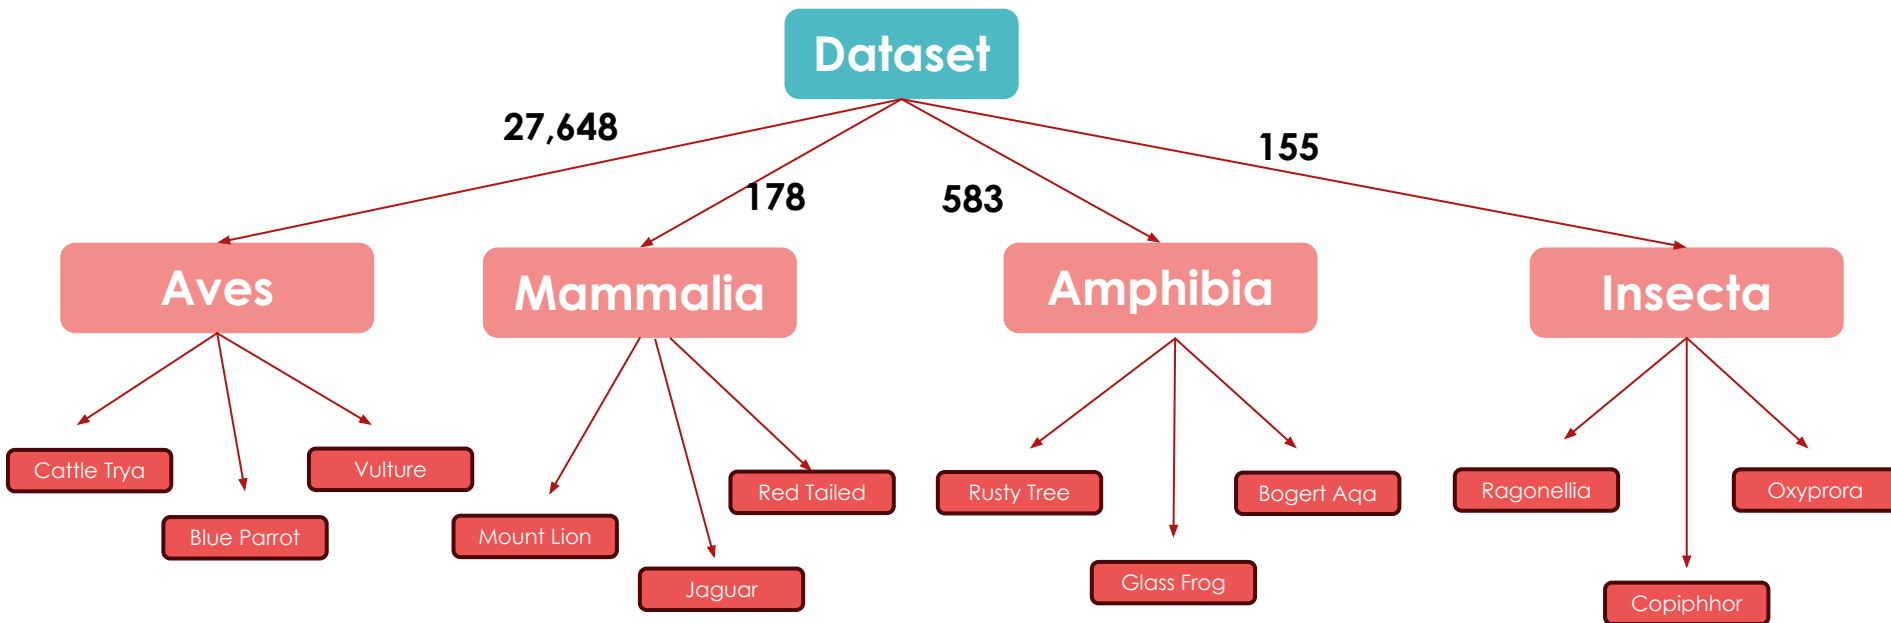 Dataset
27,648
155
178
583
Aves
Mammalia
Amphibia
Insecta
Cattle Trya
Vulture
Blue Parrot
Mount Lion
Red Tailed
Jaguar
Rusty Tree
Bogert Aqa
Glass Frog
Ragonellia
Oxyprora
Copiphhor